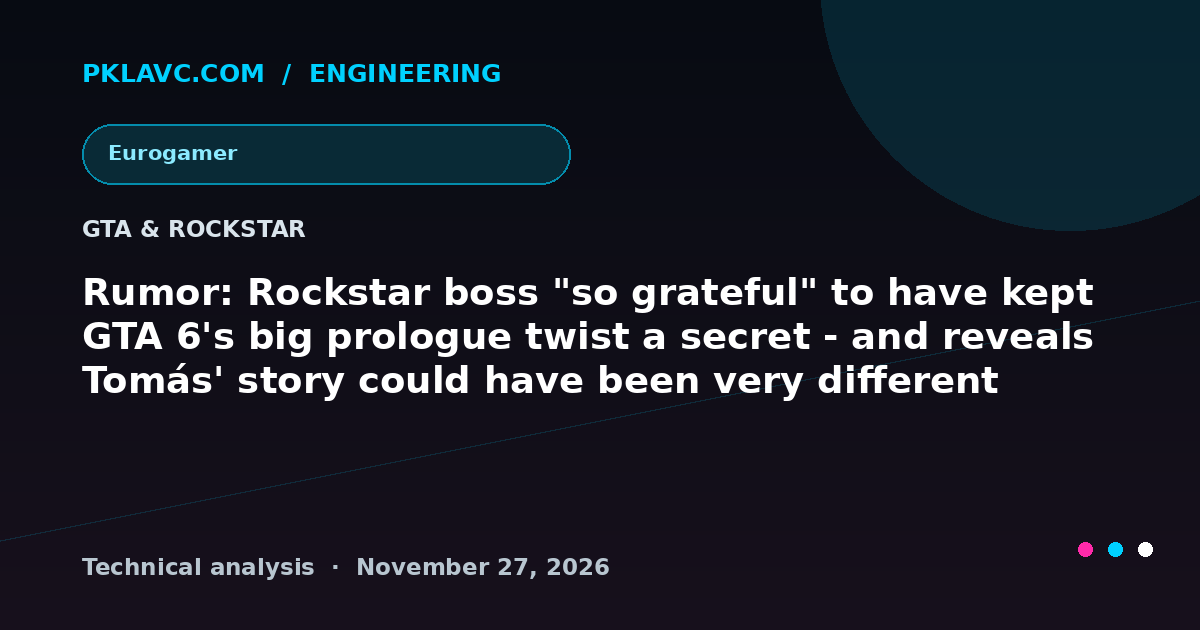 PKLAVC.COM / ENGINEERING
Eurogamer
GTA & ROCKSTAR
Rumor: Rockstar boss "so grateful" to have kept
GTA 6's big prologue twist a secret - and reveals
Tomás' story could have been very different
Technical analysis · November 27, 2026